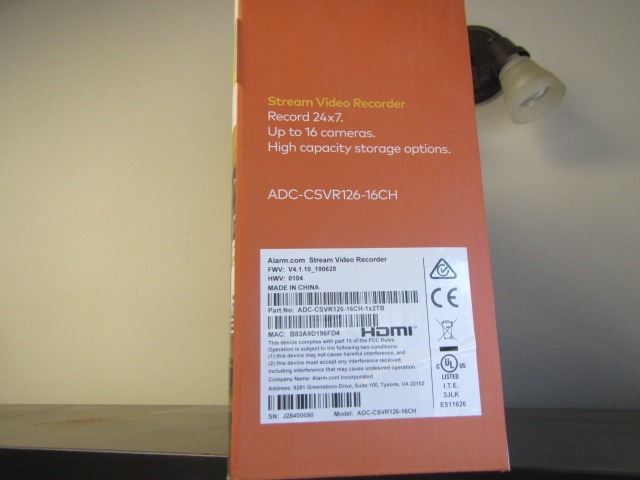 Stream Video Recorder
Record 24x7.
Up to 16 cameras.
High capacity storage options.
ADC-CSVR126-16CH
Alarm.com Stream Video Recorder
FWV: V4.1.10_190628
HWV: 0104
MADE IN CHINA
Part No: ADC-CSVR126-16CH-1x2TB
MAC: B83A9D196FD4 HDMI
This device complies with part 15 of the FCC Rules.
Operation is subject to the following two conditions:
(1) this device may not cause harmful interference, and
(2) this device must accept any interference received,
including interference that may cause undesired operation.
Company Name: Alarm.com Incorporated
Address: 8281 Greensboro Drive, Suite 100, Tysons, VA 22102
SN: J28400690 Model: ADC-CSVR126-16CH
CE
C UL US
LISTED
I.T.E.
3JLK
E511626